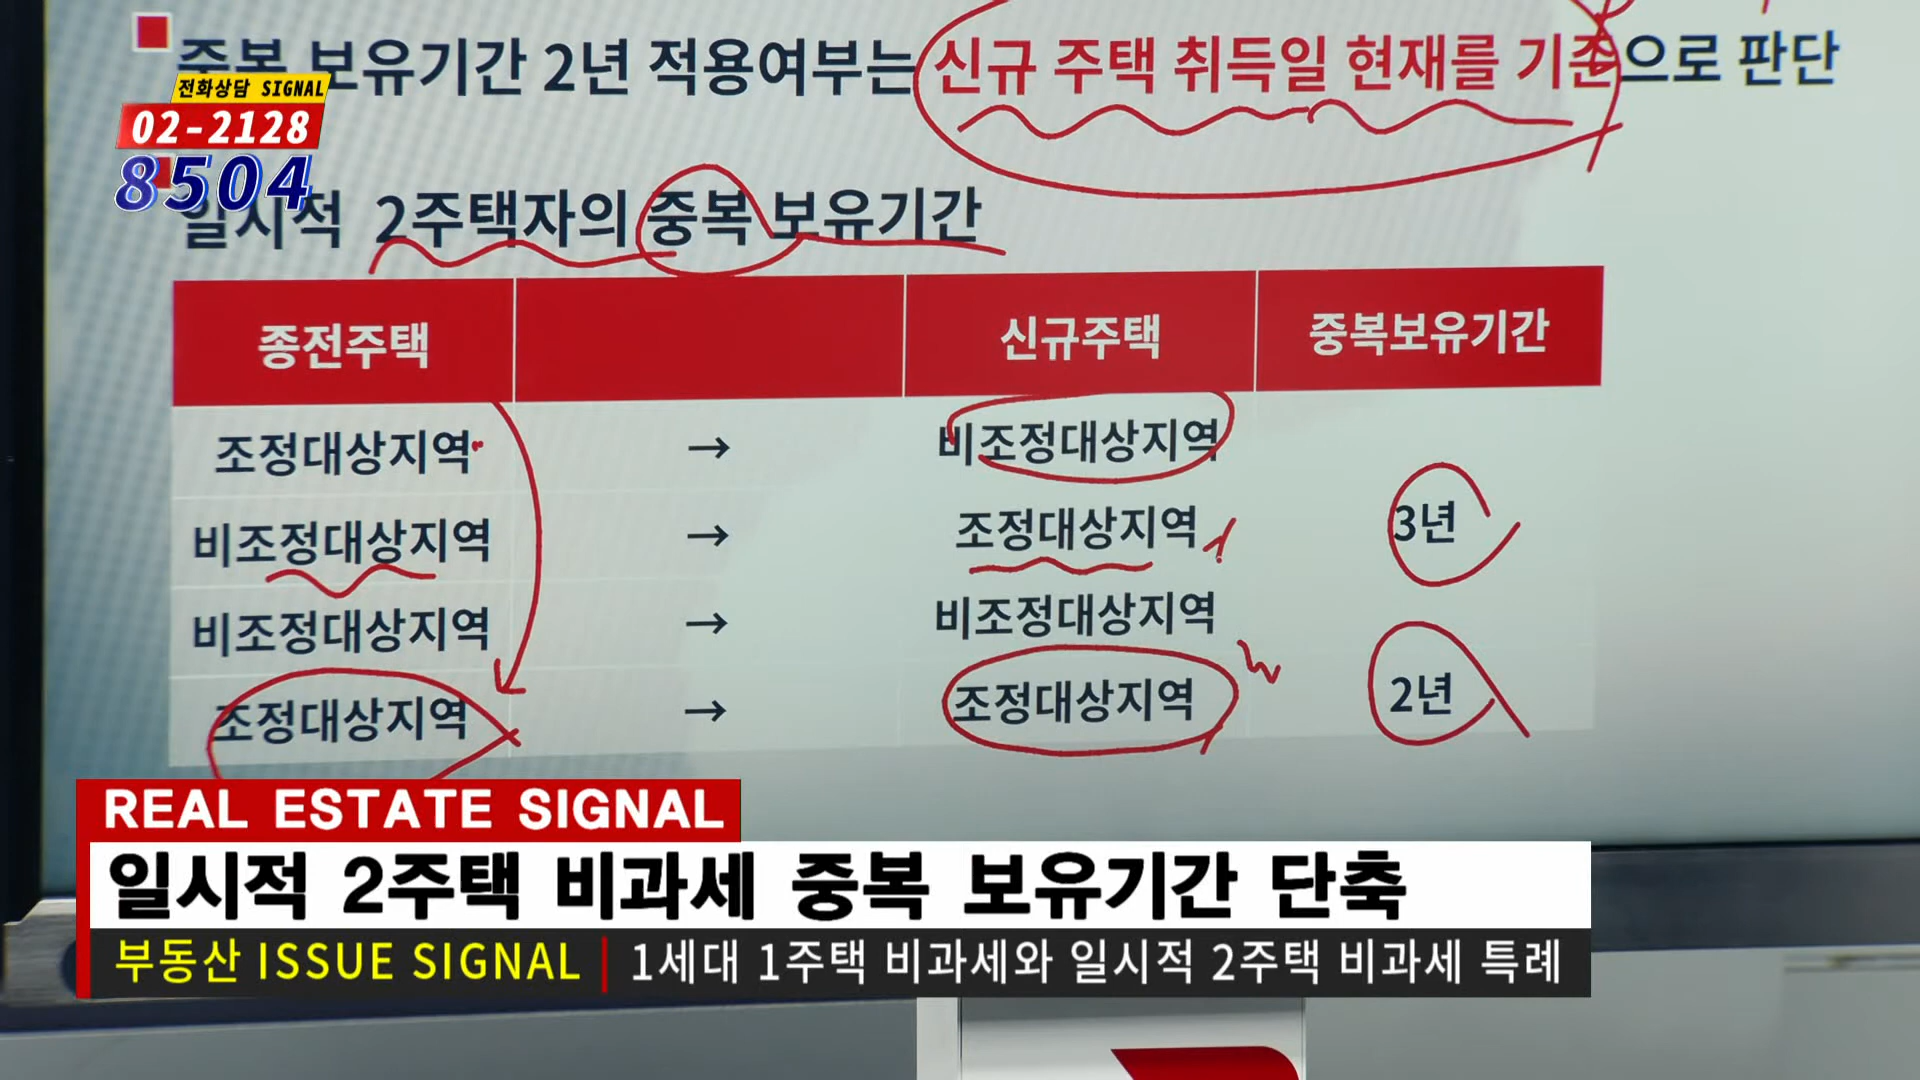 중복 보유기간 2년 적용여부는 신규 주택 취득일 현재를 기준으로 판단
전화상담 SIGNAL
02-2128
8504
일시적 2주택자의 중복 보유기간
종전주택 신규주택 중복보유기간
조정대상지역 → 비조정대상지역
비조정대상지역 → 조정대상지역 3년
비조정대상지역 → 비조정대상지역
조정대상지역 → 조정대상지역 2년
REAL ESTATE SIGNAL
일시적 2주택 비과세 중복 보유기간 단축
부동산 ISSUE SIGNAL | 1세대 1주택 비과세와 일시적 2주택 비과세 특례